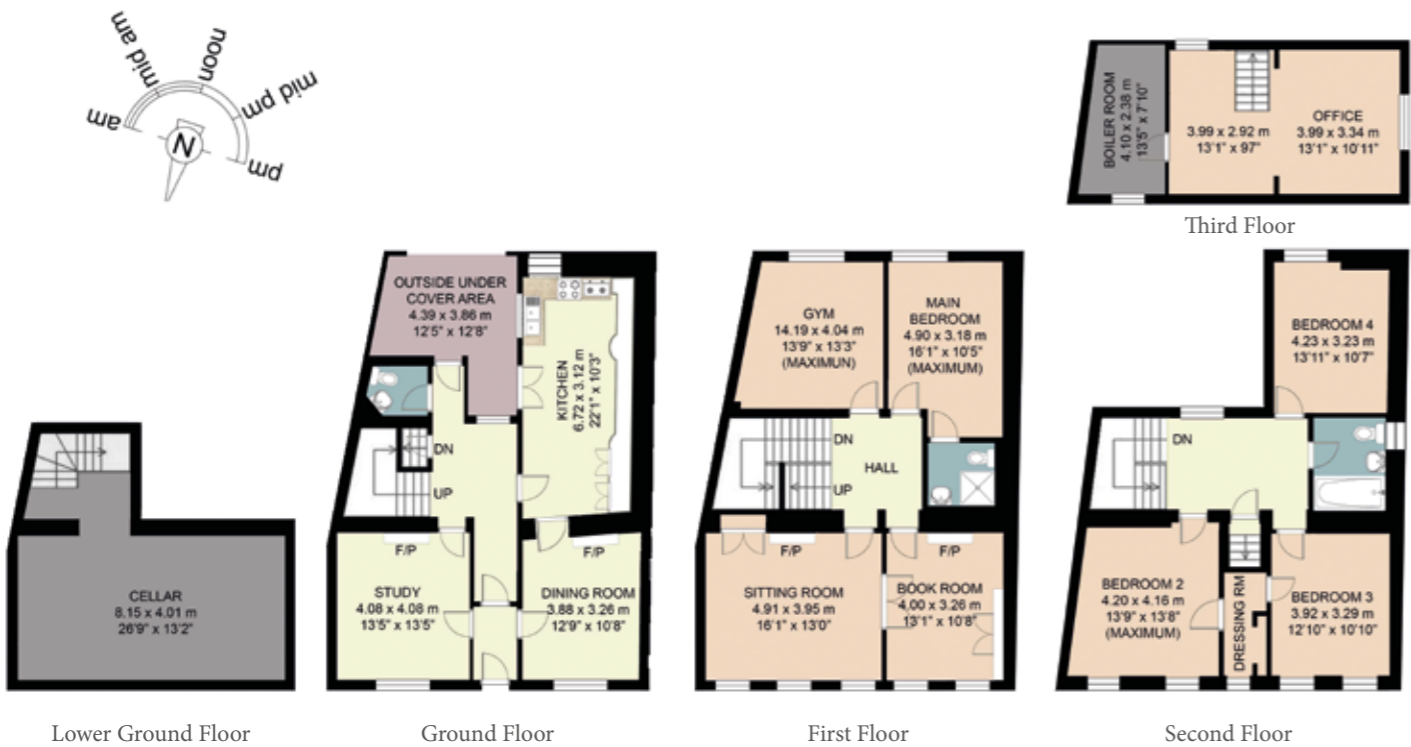 am
mid am
noon
mid pm
pm
N
BOILER ROOM
4.10 x 2.38 m
13'5" x 7'10"
3.99 x 2.92 m
13'1" x 97"
OFFICE
3.99 x 3.34 m
13'1" x 10'11"
Third Floor
CELLAR
8.15 x 4.01 m
26'9" x 13'2"
Lower Ground Floor
OUTSIDE UNDER
COVER AREA
4.39 x 3.86 m
12'5" x 12'8"
KITCHEN
6.72 x 3.12 m
22'1" x 10'3"
DN
UP
F/P
F/P
STUDY
4.08 x 4.08 m
13'5" x 13'5"
DINING ROOM
3.88 x 3.26 m
12'9" x 10'8"
Ground Floor
GYM
14.19 x 4.04 m
13'9" x 13'3"
(MAXIMUN)
MAIN
BEDROOM
4.90 x 3.18 m
16'1" x 10'5"
(MAXIMUM)
DN
HALL
UP
F/P
F/P
SITTING ROOM
4.91 x 3.95 m
16'1" x 13'0"
BOOK ROOM
4.00 x 3.26 m
13'1" x 10'8"
First Floor
BEDROOM 4
4.23 x 3.23 m
13'11" x 10'7"
DN
BEDROOM 2
4.20 x 4.16 m
13'9" x 13'8"
(MAXIMUM)
DRESSING RM
BEDROOM 3
3.92 x 3.29 m
12'10" x 10'10"
Second Floor